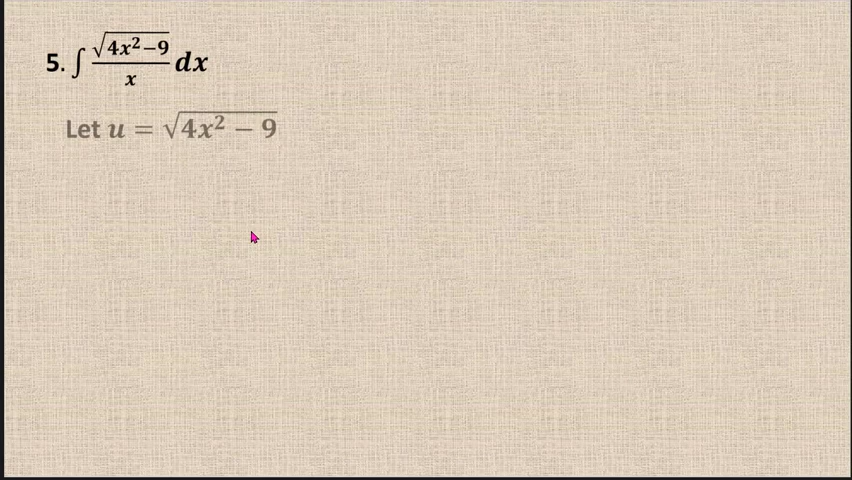 5. ∫ √(4x²−9)/x dx
Let u = √(4x² − 9)